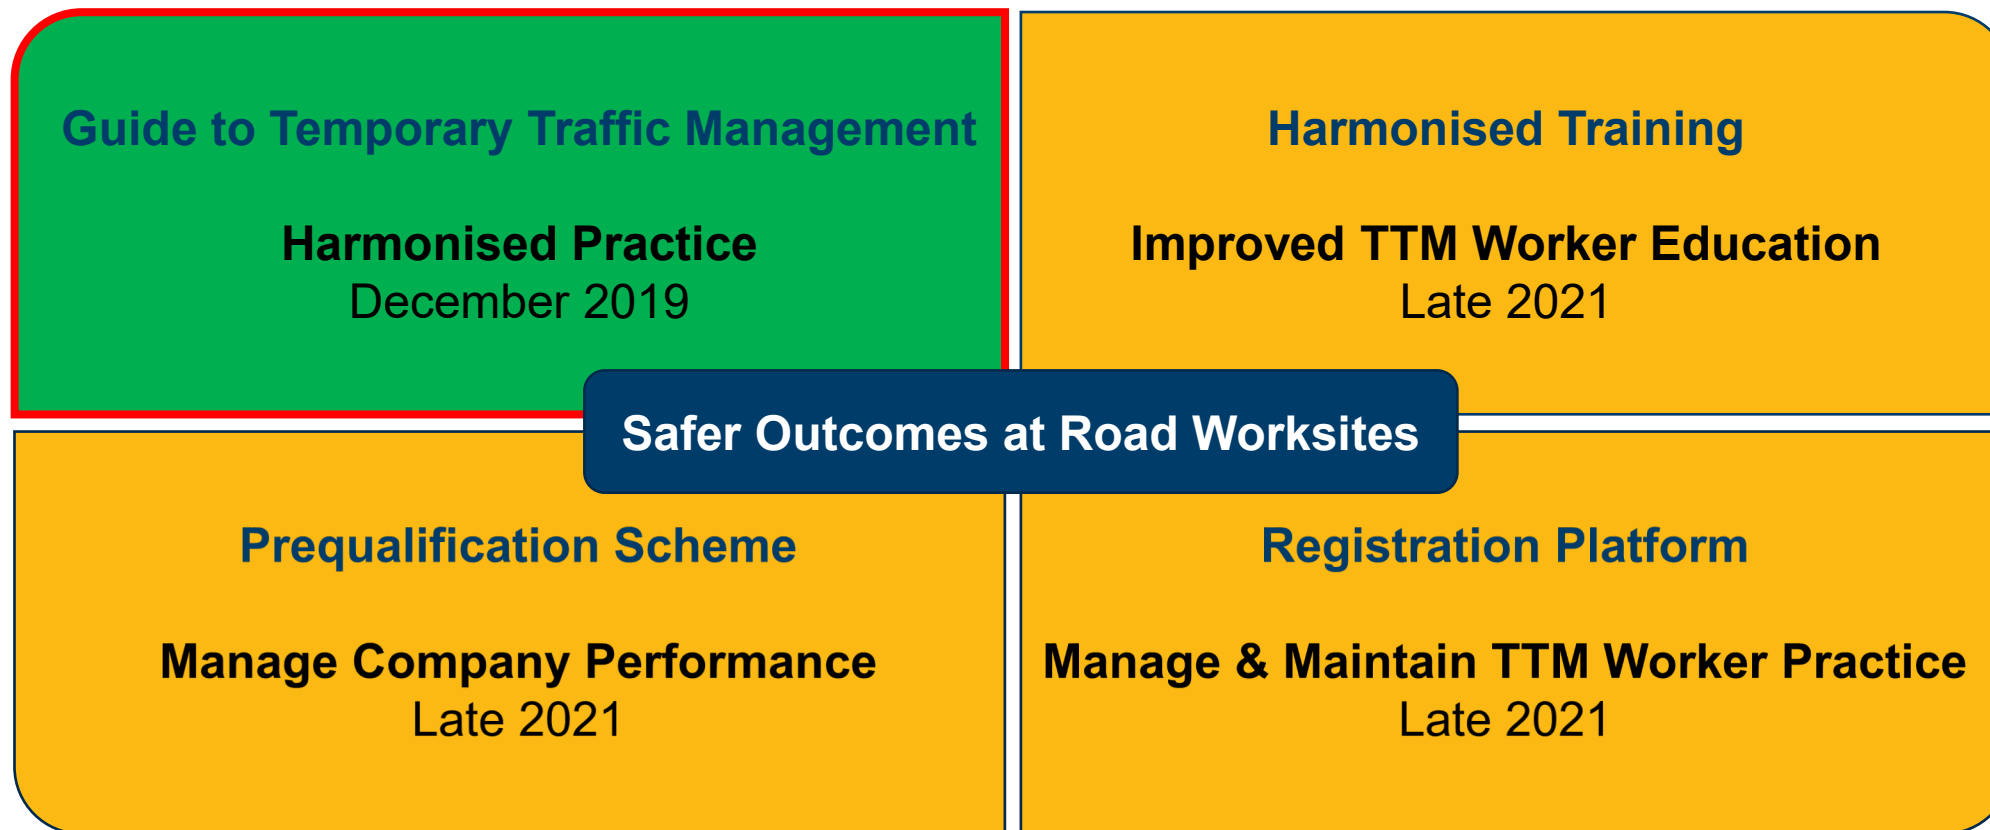 Guide to Temporary Traffic Management
Harmonised Practice
December 2019
Harmonised Training
Improved TTM Worker Education
Late 2021
Safer Outcomes at Road Worksites
Prequalification Scheme
Manage Company Performance
Late 2021
Registration Platform
Manage & Maintain TTM Worker Practice
Late 2021